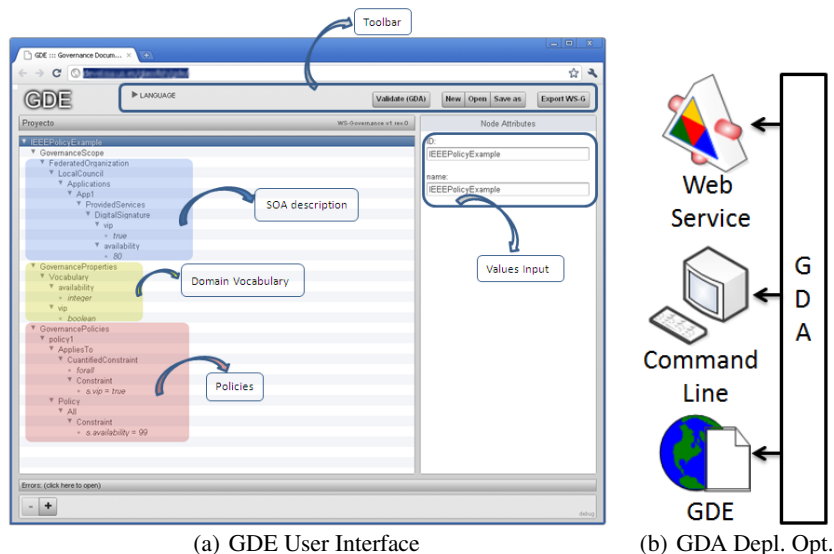 Toolbar
GDE ::: Governance Docum...
GDE
LANGUAGE
Validate (GDA)
New
Open
Save as
Export WS-G
Proyecto
WS-Governance v1 rev.0
Node Attributes
IEEEPolicyExample
GovernanceScope
FederatedOrganization
LocalCouncil
Applications
App1
ProvidedServices
DigitalSignature
vip
true
availability
80
GovernanceProperties
Vocabulary
availability
integer
vip
boolean
GovernancePolicies
policy1
AppliesTo
CuantifiedConstraint
forall
Constraint
s.vip = true
Policy
All
Constraint
s.availability = 99
SOA description
Domain Vocabulary
Policies
ID:
IEEEPolicyExample
name:
IEEEPolicyExample
Values Input
Errors: (click here to open)
- +
debug
(a) GDE User Interface
Web
Service
Command
Line
GDE
G
D
A
(b) GDA Depl. Opt.